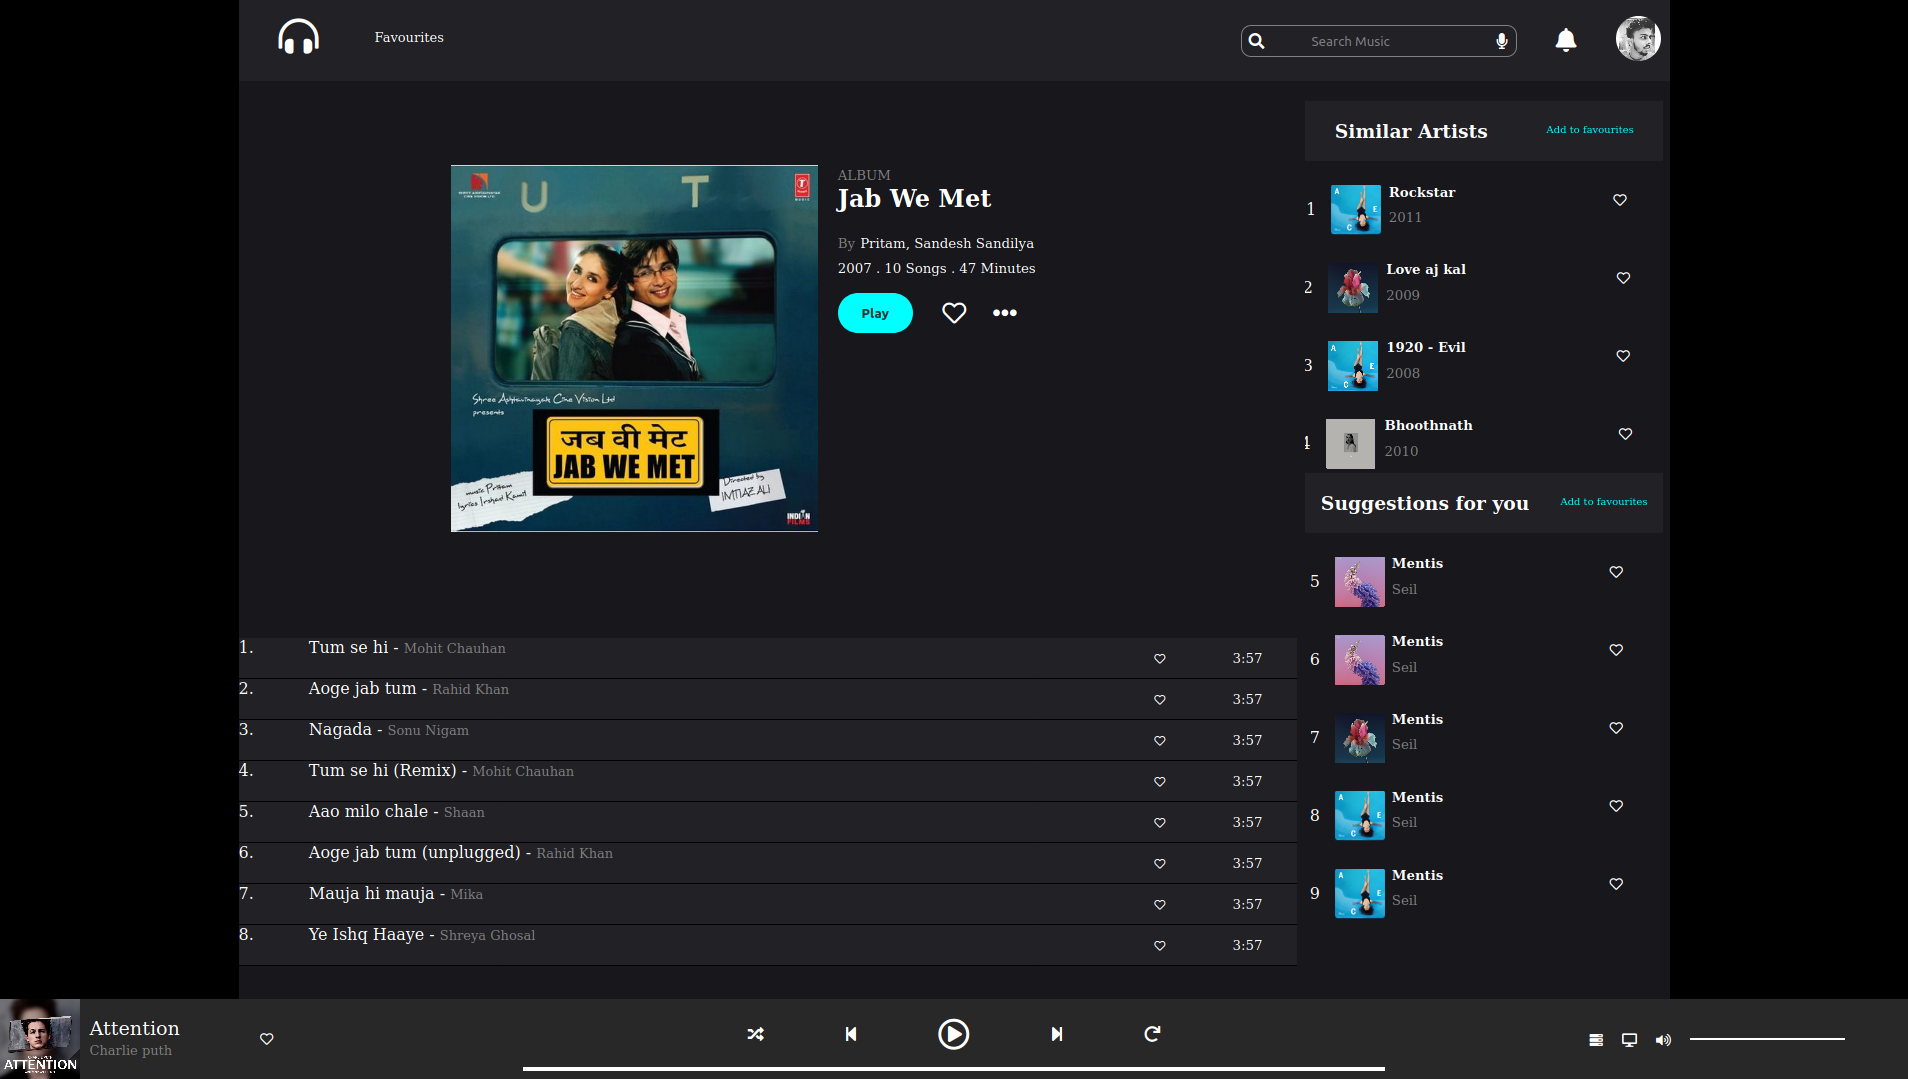 Favourites
Search Music
U T
T
MUSIC
Shree Ashtavinayak Cine Vision Ltd
presents
जब वी मेट
JAB WE MET
music Pritam
lyrics Irshad Kamil
Directed by
IMTIAZ ALI
INDIAN
FILMS
ALBUM
Jab We Met
By Pritam, Sandesh Sandilya
2007 . 10 Songs . 47 Minutes
Play
1. Tum se hi - Mohit Chauhan 3:57
2. Aoge jab tum - Rahid Khan 3:57
3. Nagada - Sonu Nigam 3:57
4. Tum se hi (Remix) - Mohit Chauhan 3:57
5. Aao milo chale - Shaan 3:57
6. Aoge jab tum (unplugged) - Rahid Khan 3:57
7. Mauja hi mauja - Mika 3:57
8. Ye Ishq Haaye - Shreya Ghosal 3:57
Similar Artists Add to favourites
1 Rockstar
2011
2 Love aj kal
2009
3 1920 - Evil
2008
4 Bhoothnath
2010
Suggestions for you Add to favourites
5 Mentis
Seil
6 Mentis
Seil
7 Mentis
Seil
8 Mentis
Seil
9 Mentis
Seil
ATTENTION
Attention
Charlie puth